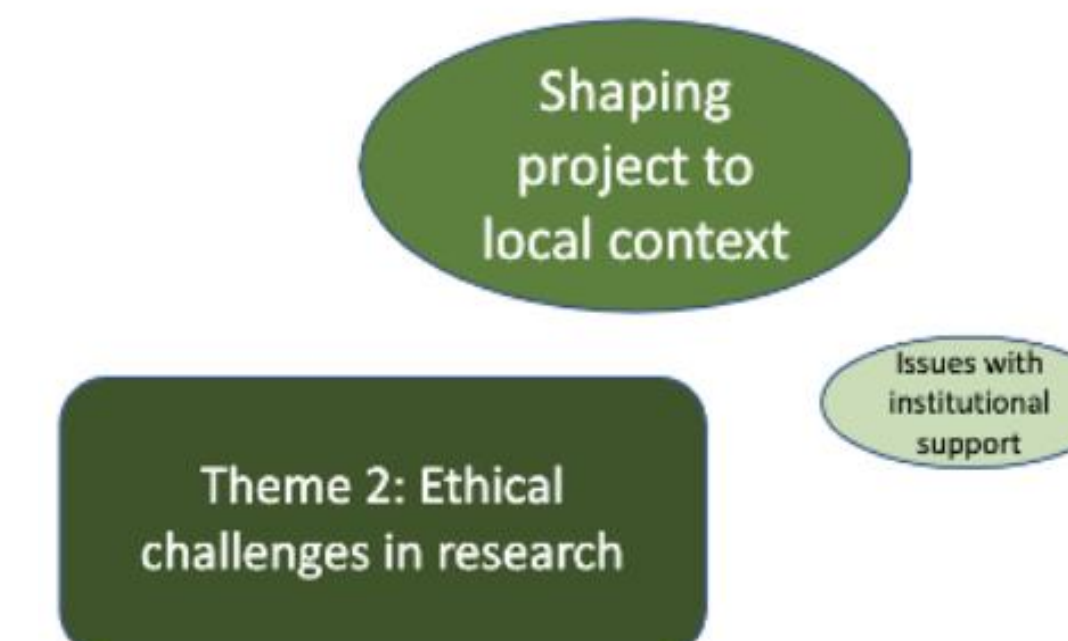 Shaping
project to
local context
Issues with
institutional
support
Theme 2: Ethical
challenges in research